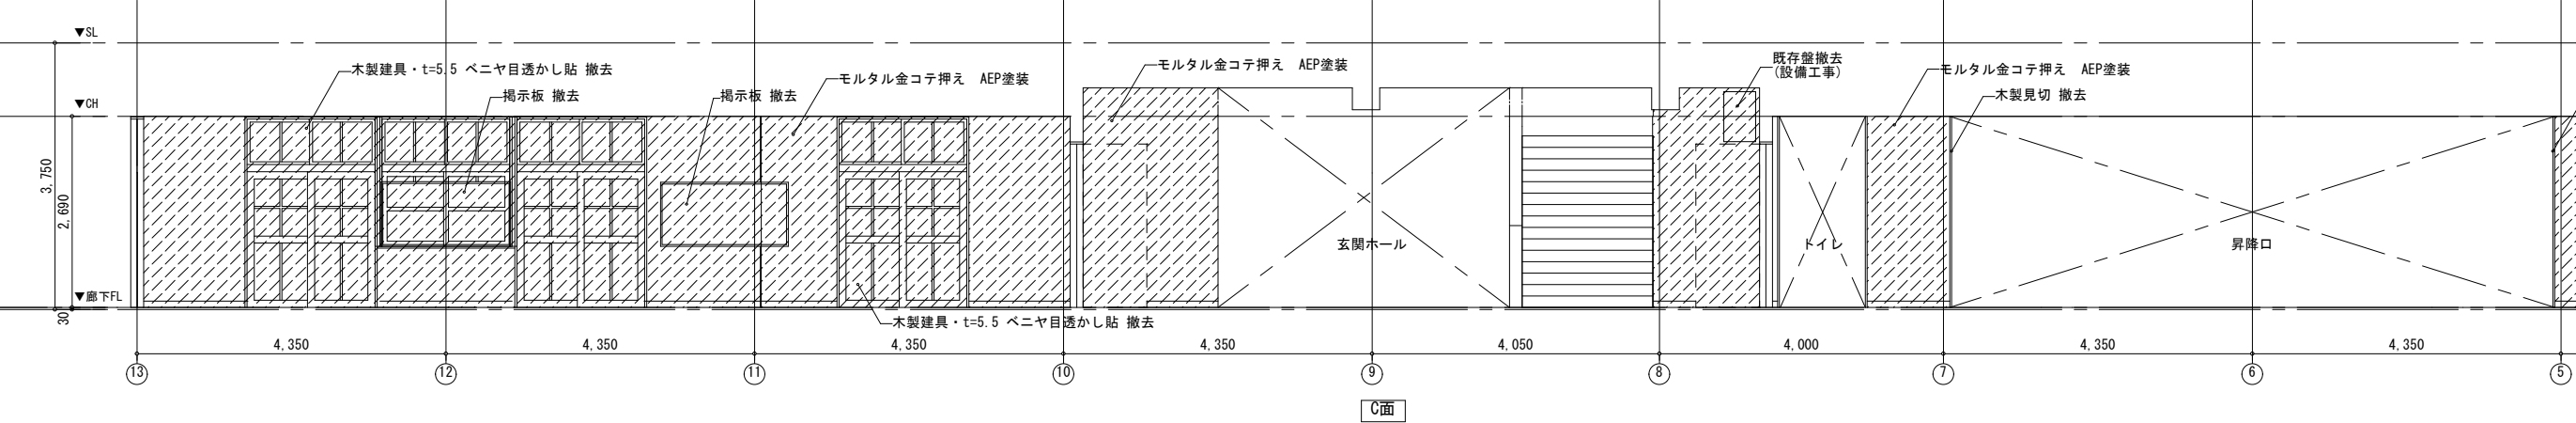 ▼SL
木製建具・t=5.5 ベニヤ目透かし貼 撤去
モルタル金コテ押え AEP塗装
モルタル金コテ押え AEP塗装
既存盤撤去
(設備工事)
モルタル金コテ押え AEP塗装
▼CH
掲示板 撤去
掲示板 撤去
木製見切 撤去
3,750
2,690
玄関ホール
トイレ
昇降口
▼廊下FL
30
木製建具・t=5.5 ベニヤ目透かし貼 撤去
4,350
4,350
4,350
4,350
4,050
4,000
4,350
4,350
13
12
11
10
9
8
7
6
5
C面